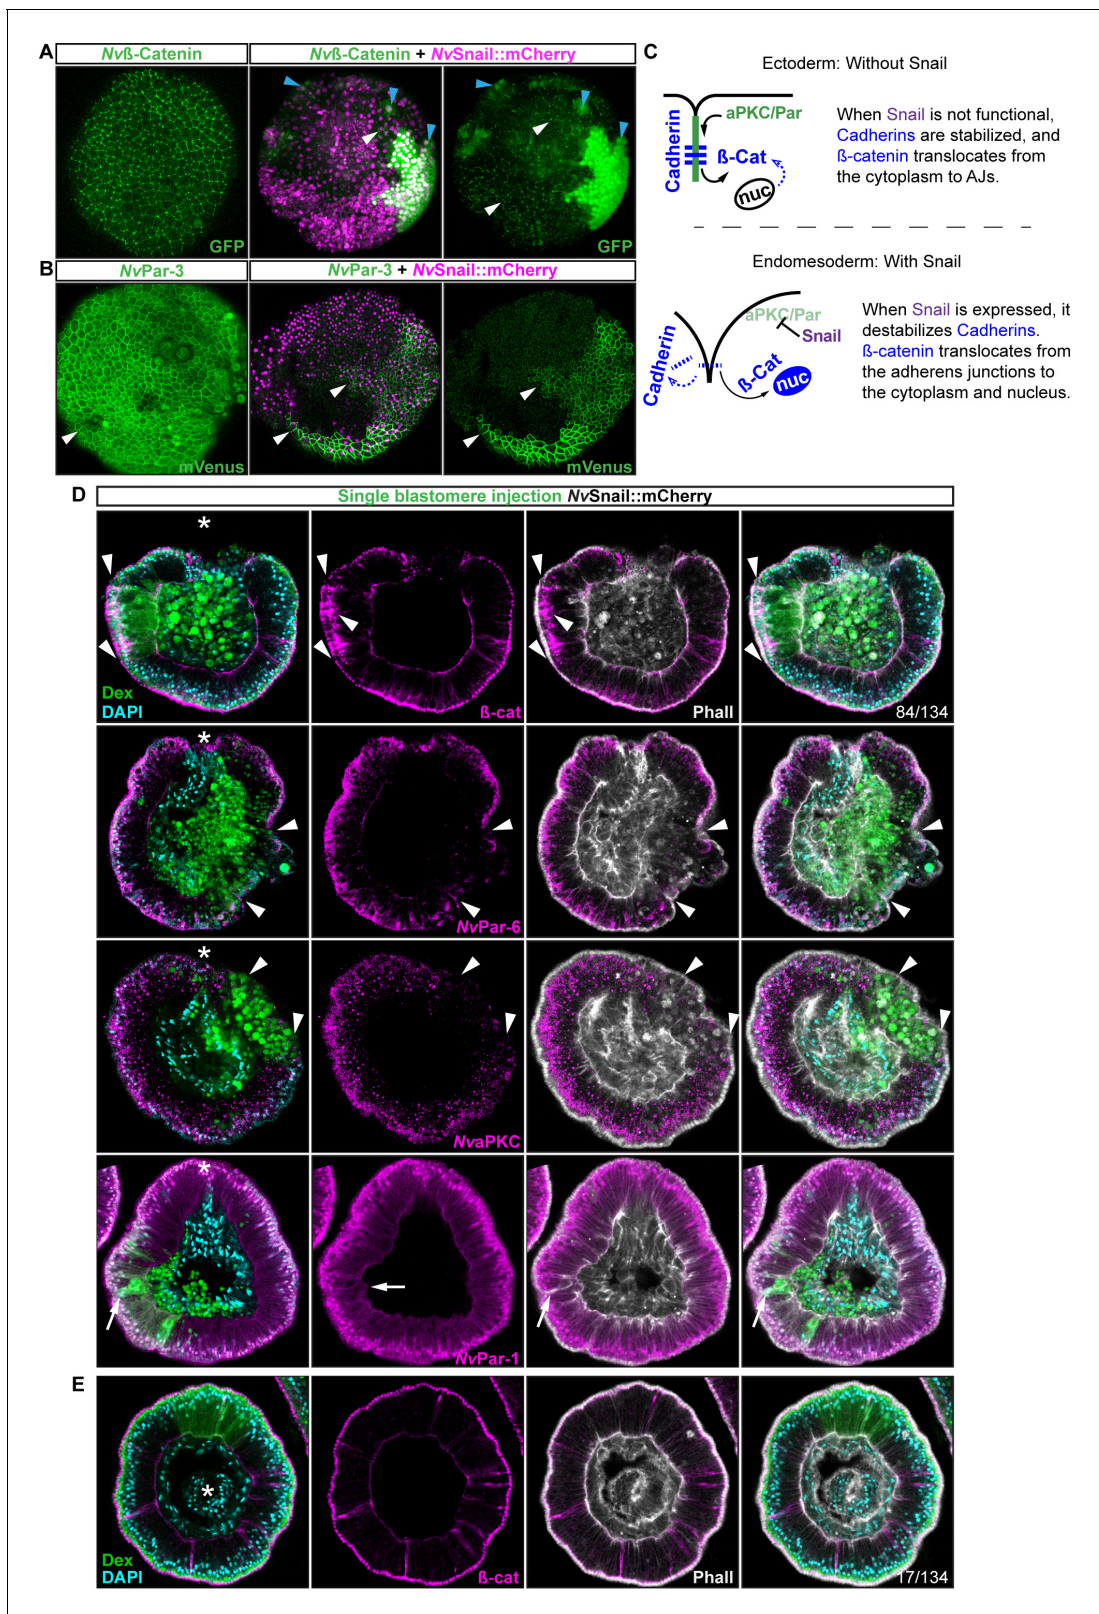 A
Nvß-Catenin
Nvß-Catenin + NvSnail::mCherry
GFP
GFP
B
NvPar-3
NvPar-3 + NvSnail::mCherry
mVenus
mVenus
C
Ectoderm: Without Snail
aPKC/Par
Cadherin
ß-Cat
nuc
When Snail is not functional,
Cadherins are stabilized, and
ß-catenin translocates from
the cytoplasm to AJs.
Endomesoderm: With Snail
aPKC/Par
Snail
Cadherin
ß-Cat
nuc
When Snail is expressed, it
destabilizes Cadherins.
ß-catenin translocates from
the adherens junctions to
the cytoplasm and nucleus.
D
Single blastomere injection NvSnail::mCherry
*
Dex
DAPI
ß-cat
Phall
84/134
*
NvPar-6
*
NvaPKC
*
NvPar-1
E
*
Dex
DAPI
ß-cat
Phall
17/134